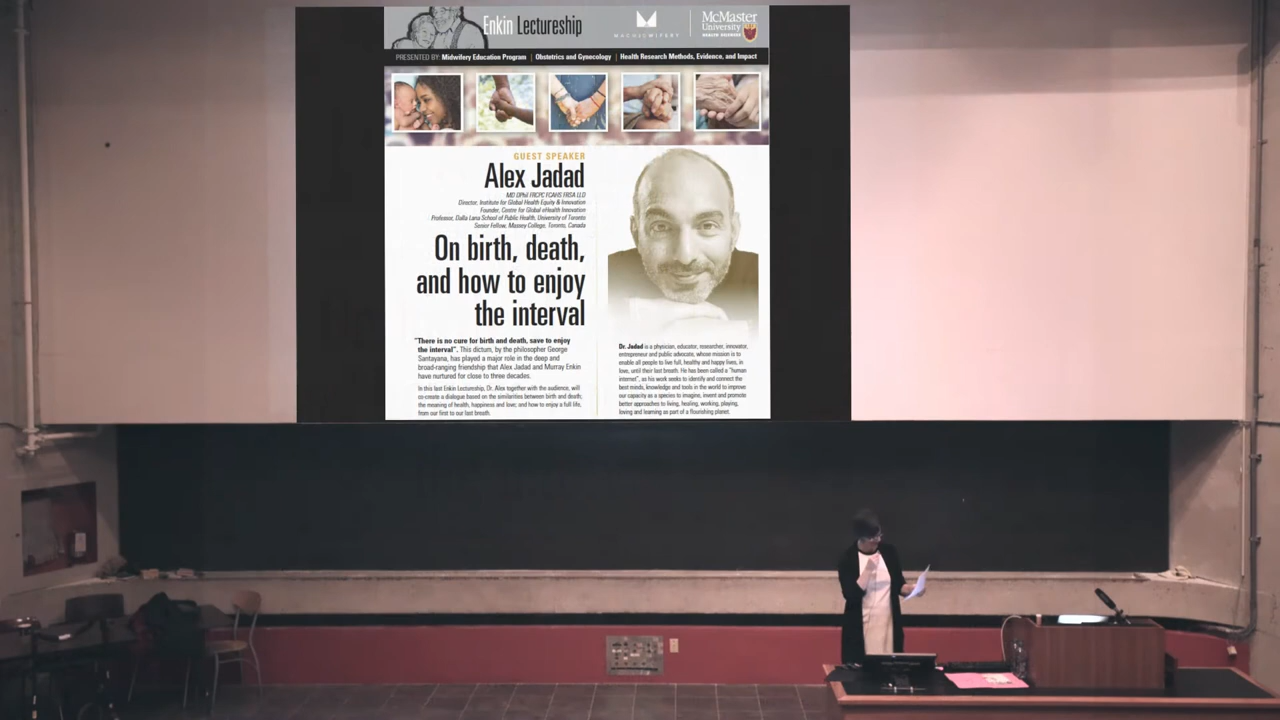 Enkin Lectureship
McMaster
University
HEALTH SCIENCES
PRESENTED BY: Midwifery Education Program | Obstetrics and Gynecology | Health Research Methods, Evidence, and Impact
GUEST SPEAKER
Alex Jadad
MD DPhil FRCPC FCAHS FRSA LLD
Director, Institute for Global Health Equity & Innovation
Founder, Centre for Global eHealth Innovation
Professor, Dalla Lana School of Public Health, University of Toronto
Senior Fellow, Massey College, Toronto, Canada
On birth, death,
and how to enjoy
the interval
"There is no cure for birth and death, save to enjoy
the interval". This dictum, by the philosopher George
Santayana, has played a major role in the deep and
broad-ranging friendship that Alex Jadad and Murray Enkin
have nurtured for close to three decades.
In this last Enkin Lectureship, Dr. Alex together with the audience, will
co-create a dialogue based on the similarities between birth and death;
the meaning of health, happiness and love; and how to enjoy a full life,
from our first to our last breath.
Dr. Jadad is a physician, educator, researcher, innovator,
entrepreneur and public advocate, whose mission is to
enable all people to live full, healthy and happy lives, in
love, until their last breath. He has been called a "human
internet", as his work seeks to identify and connect the
best minds, knowledge and tools in the world to improve
our capacity as a species to imagine, invent and promote
better approaches to living, healing, working, playing,
loving and learning as part of a flourishing planet.